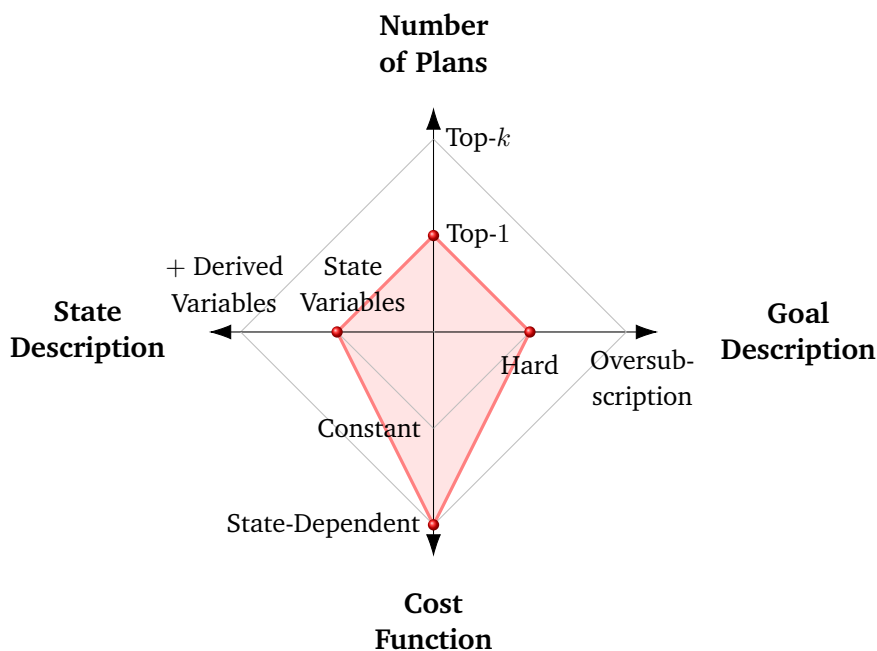 Number
of Plans
Top-k
Top-1
+ Derived
Variables
State
Variables
State
Description
Goal
Description
Hard
Oversub-
scription
Constant
State-Dependent
Cost
Function